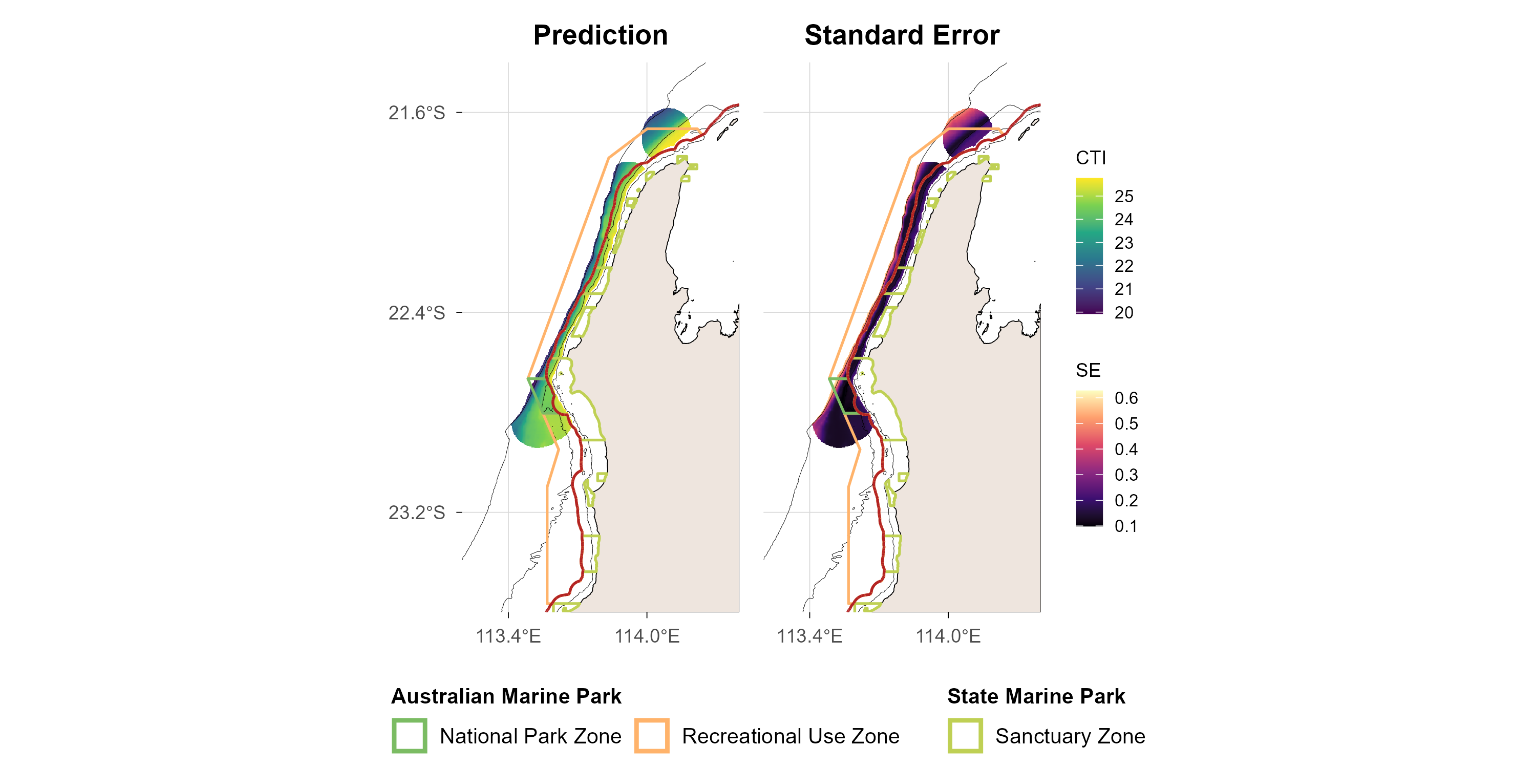 Prediction
Standard Error
21.6°S
22.4°S
23.2°S
113.4°E
114.0°E
113.4°E
114.0°E
CTI
25
24
23
22
21
20
SE
0.6
0.5
0.4
0.3
0.2
0.1
Australian Marine Park
State Marine Park
National Park Zone
Recreational Use Zone
Sanctuary Zone